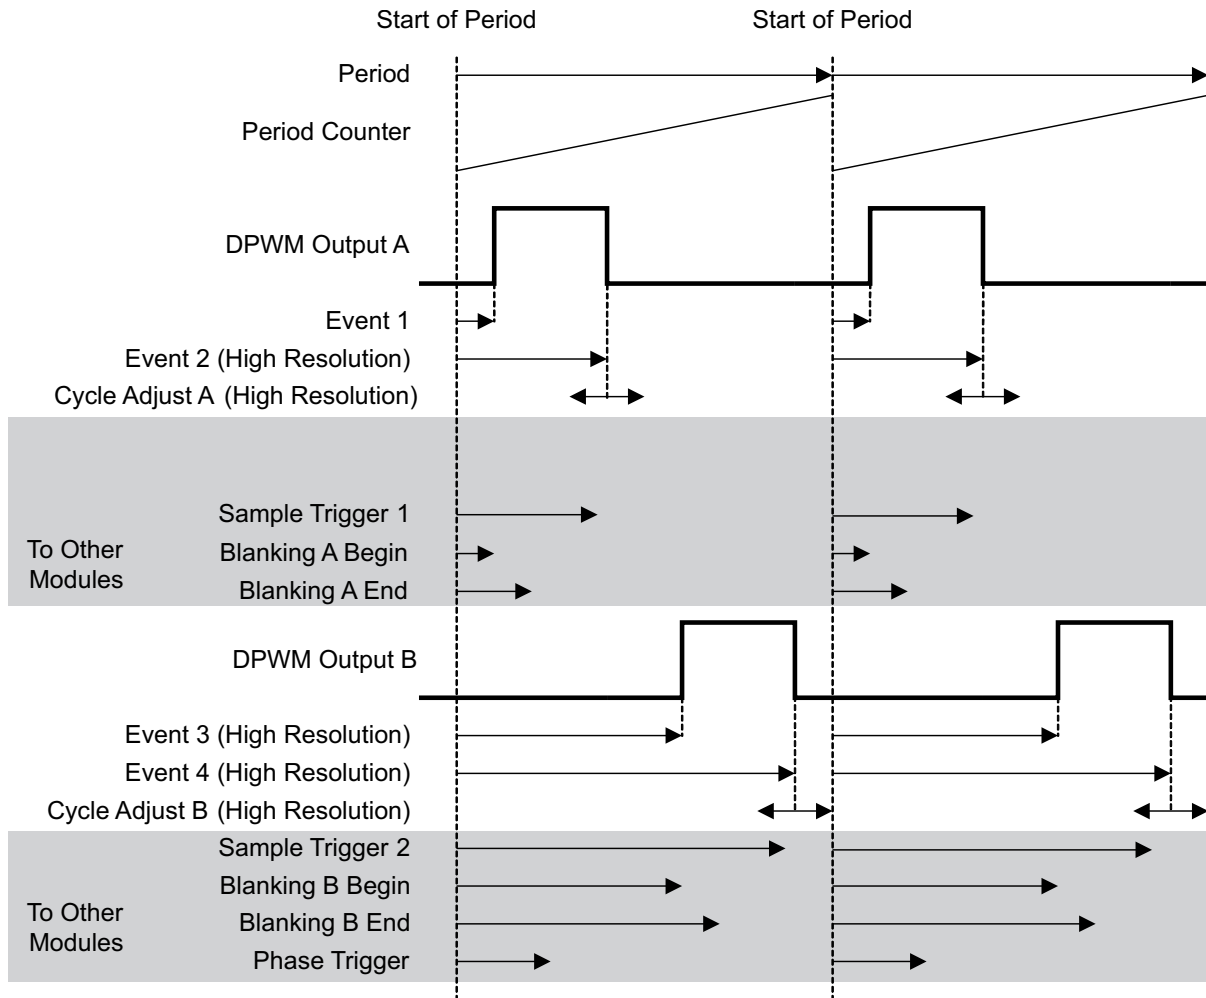 Start of Period
Start of Period
Period
Period Counter
DPWM Output A
Event 1
Event 2 (High Resolution)
Cycle Adjust A (High Resolution)
To Other
Modules
Sample Trigger 1
Blanking A Begin
Blanking A End
DPWM Output B
Event 3 (High Resolution)
Event 4 (High Resolution)
Cycle Adjust B (High Resolution)
To Other
Modules
Sample Trigger 2
Blanking B Begin
Blanking B End
Phase Trigger